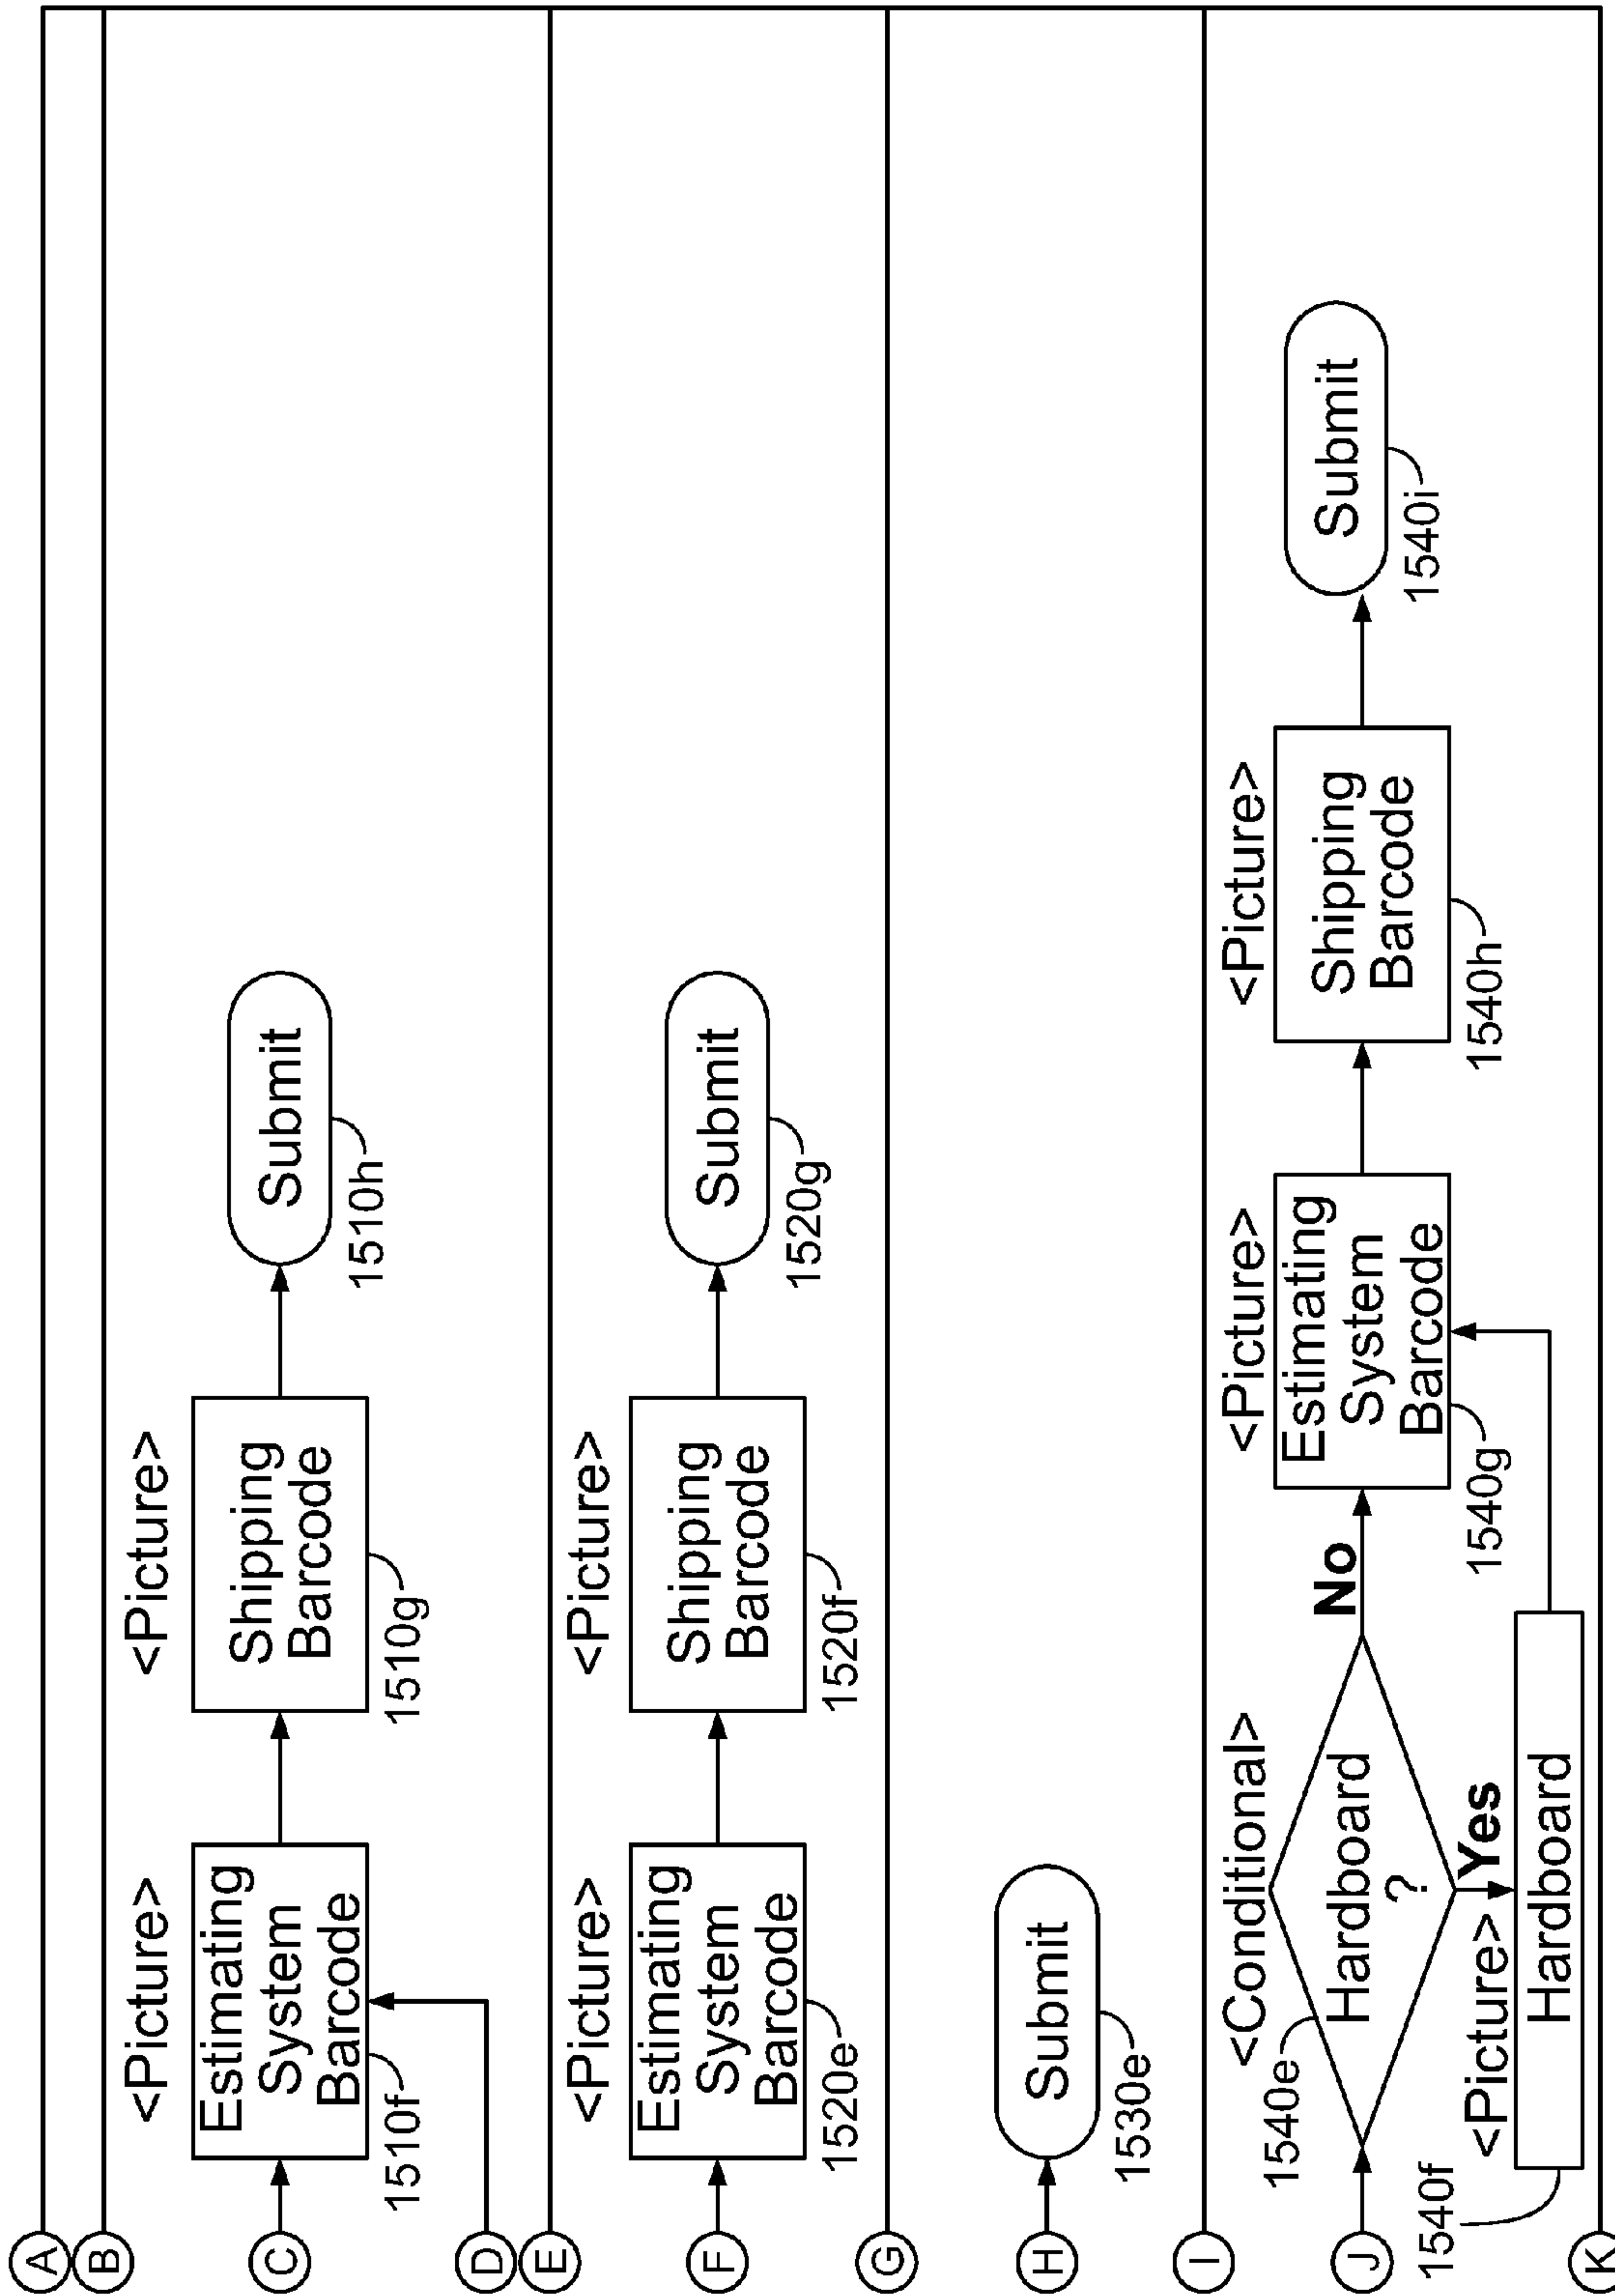 A
B
C
<Picture>
Estimating
System
Barcode
1510f
<Picture>
Shipping
Barcode
1510g
Submit
1510h
D
E
F
<Picture>
Estimating
System
Barcode
1520e
<Picture>
Shipping
Barcode
1520f
Submit
1520g
G
H
Submit
1530e
I
J
<Conditional>
1540e
Hardboard
?
No
Yes
<Picture>
1540f
Hardboard
<Picture>
Estimating
System
Barcode
1540g
<Picture>
Shipping
Barcode
1540h
Submit
1540i
K